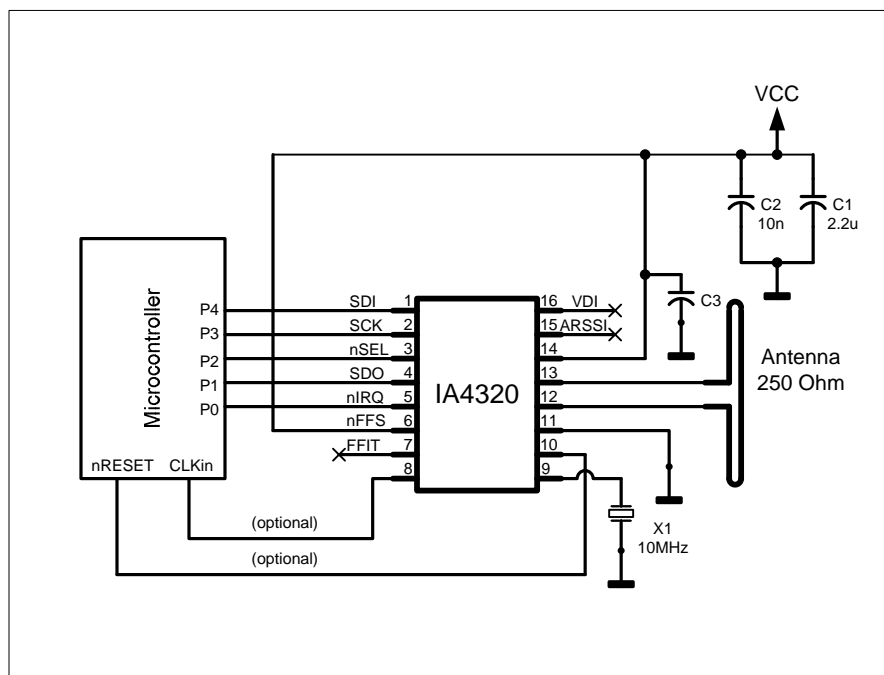 VCC
C2
10n
C1
2.2u
C3
Antenna
250 Ohm
Microcontroller
P4
P3
P2
P1
P0
nRESET
CLKin
SDI
SCK
nSEL
SDO
nIRQ
nFFS
FFIT
1
2
3
4
5
6
7
8
IA4320
16
15
14
13
12
11
10
9
VDI
ARSSI
X1
10MHz
(optional)
(optional)